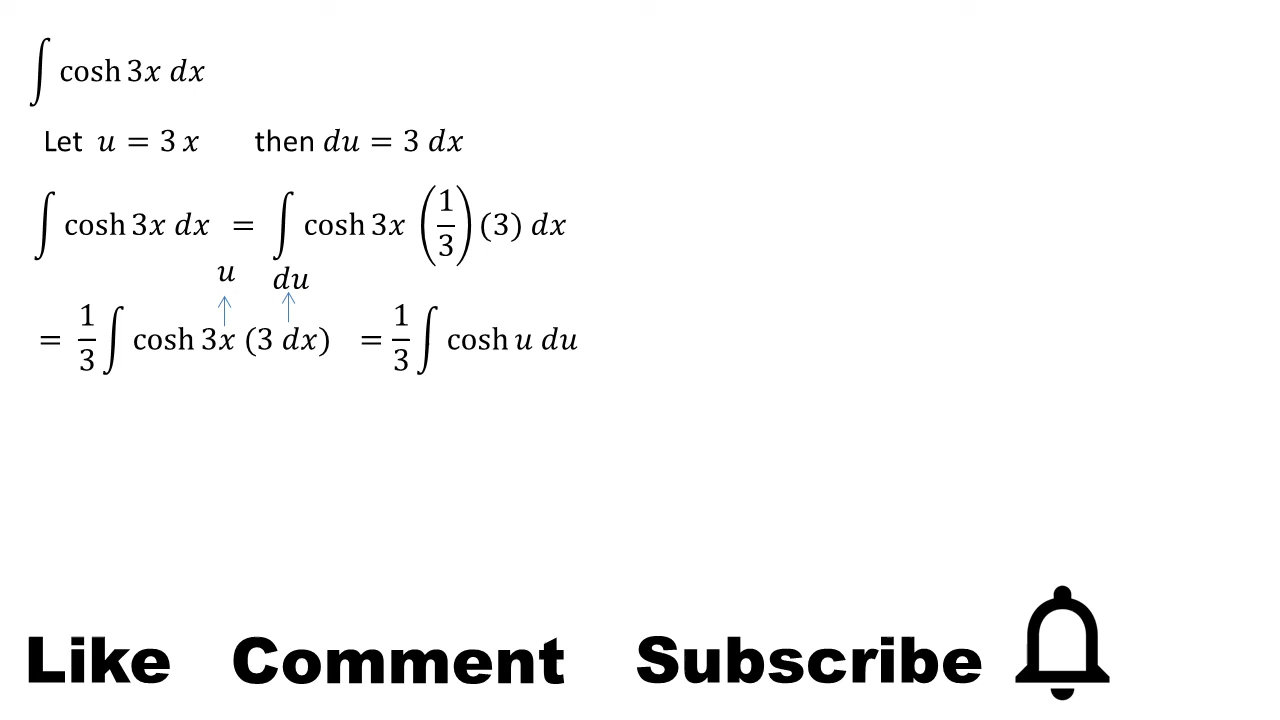 ∫ cosh 3x dx
Let u = 3 x then du = 3 dx
∫ cosh 3x dx = ∫ cosh 3x (1/3) (3) dx
u du
= 1/3 ∫ cosh 3x (3 dx) = 1/3 ∫ cosh u du
Like Comment Subscribe